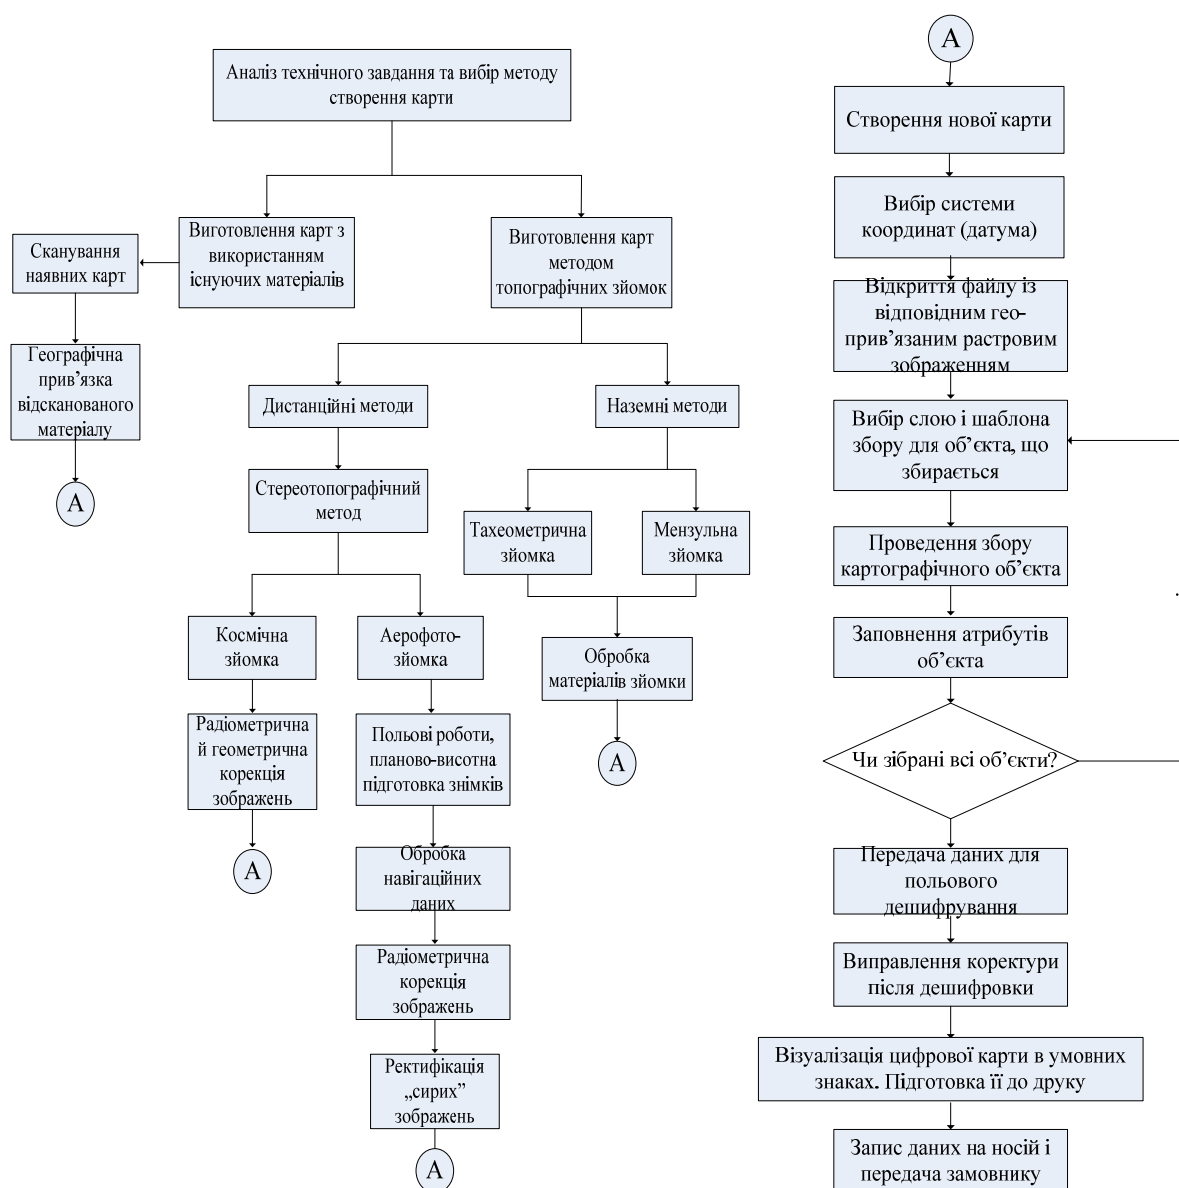 Аналіз технічного завдання та вибір методу
створення карти
Виготовлення карт з
використанням
існуючих матеріалів
Сканування
наявних карт
Географічна
прив’язка
відсканованого
матеріалу
А
Виготовлення карт
методом
топографічних зйомок
Дистанційні методи
Стереотопографічний
метод
Космічна
зйомка
Радіометрична
й геометрична
корекція
зображень
А
Аерофото-
зйомка
Польові роботи,
планово-висотна
підготовка знімків
Обробка
навігаційних
даних
Радіометрична
корекція
зображень
Ректифікація
„сирих”
зображень
А
Наземні методи
Тахеометрична
зйомка
Мензульна
зйомка
Обробка
матеріалів зйомки
А
А
Створення нової карти
Вибір системи
координат (датума)
Відкриття файлу із
відповідним гео-
прив’язаним растровим
зображенням
Вибір слою і шаблона
збору для об’єкта, що
збирається
Проведення збору
картографічного об’єкта
Заповнення атрибутів
об’єкта
Чи зібрані всі об’єкти?
Передача даних для
польового
дешифрування
Виправлення коректури
після дешифровки
Візуалізація цифрової карти в умовних
знаках. Підготовка її до друку
Запис даних на носій і
передача замовнику